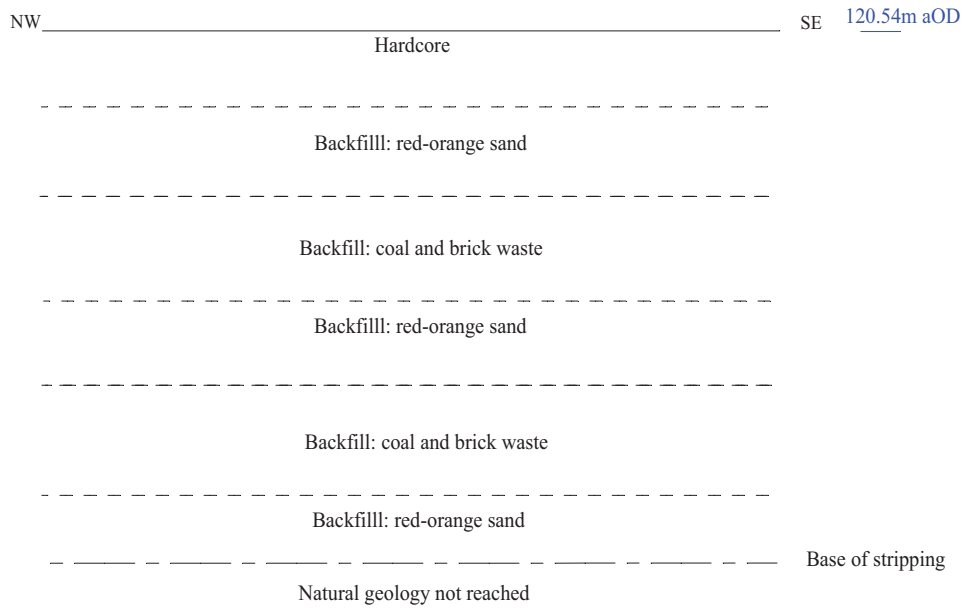 NW SE 120.54m aOD
Hardcore
Backfilll: red-orange sand
Backfill: coal and brick waste
Backfilll: red-orange sand
Backfill: coal and brick waste
Backfilll: red-orange sand
Base of stripping
Natural geology not reached